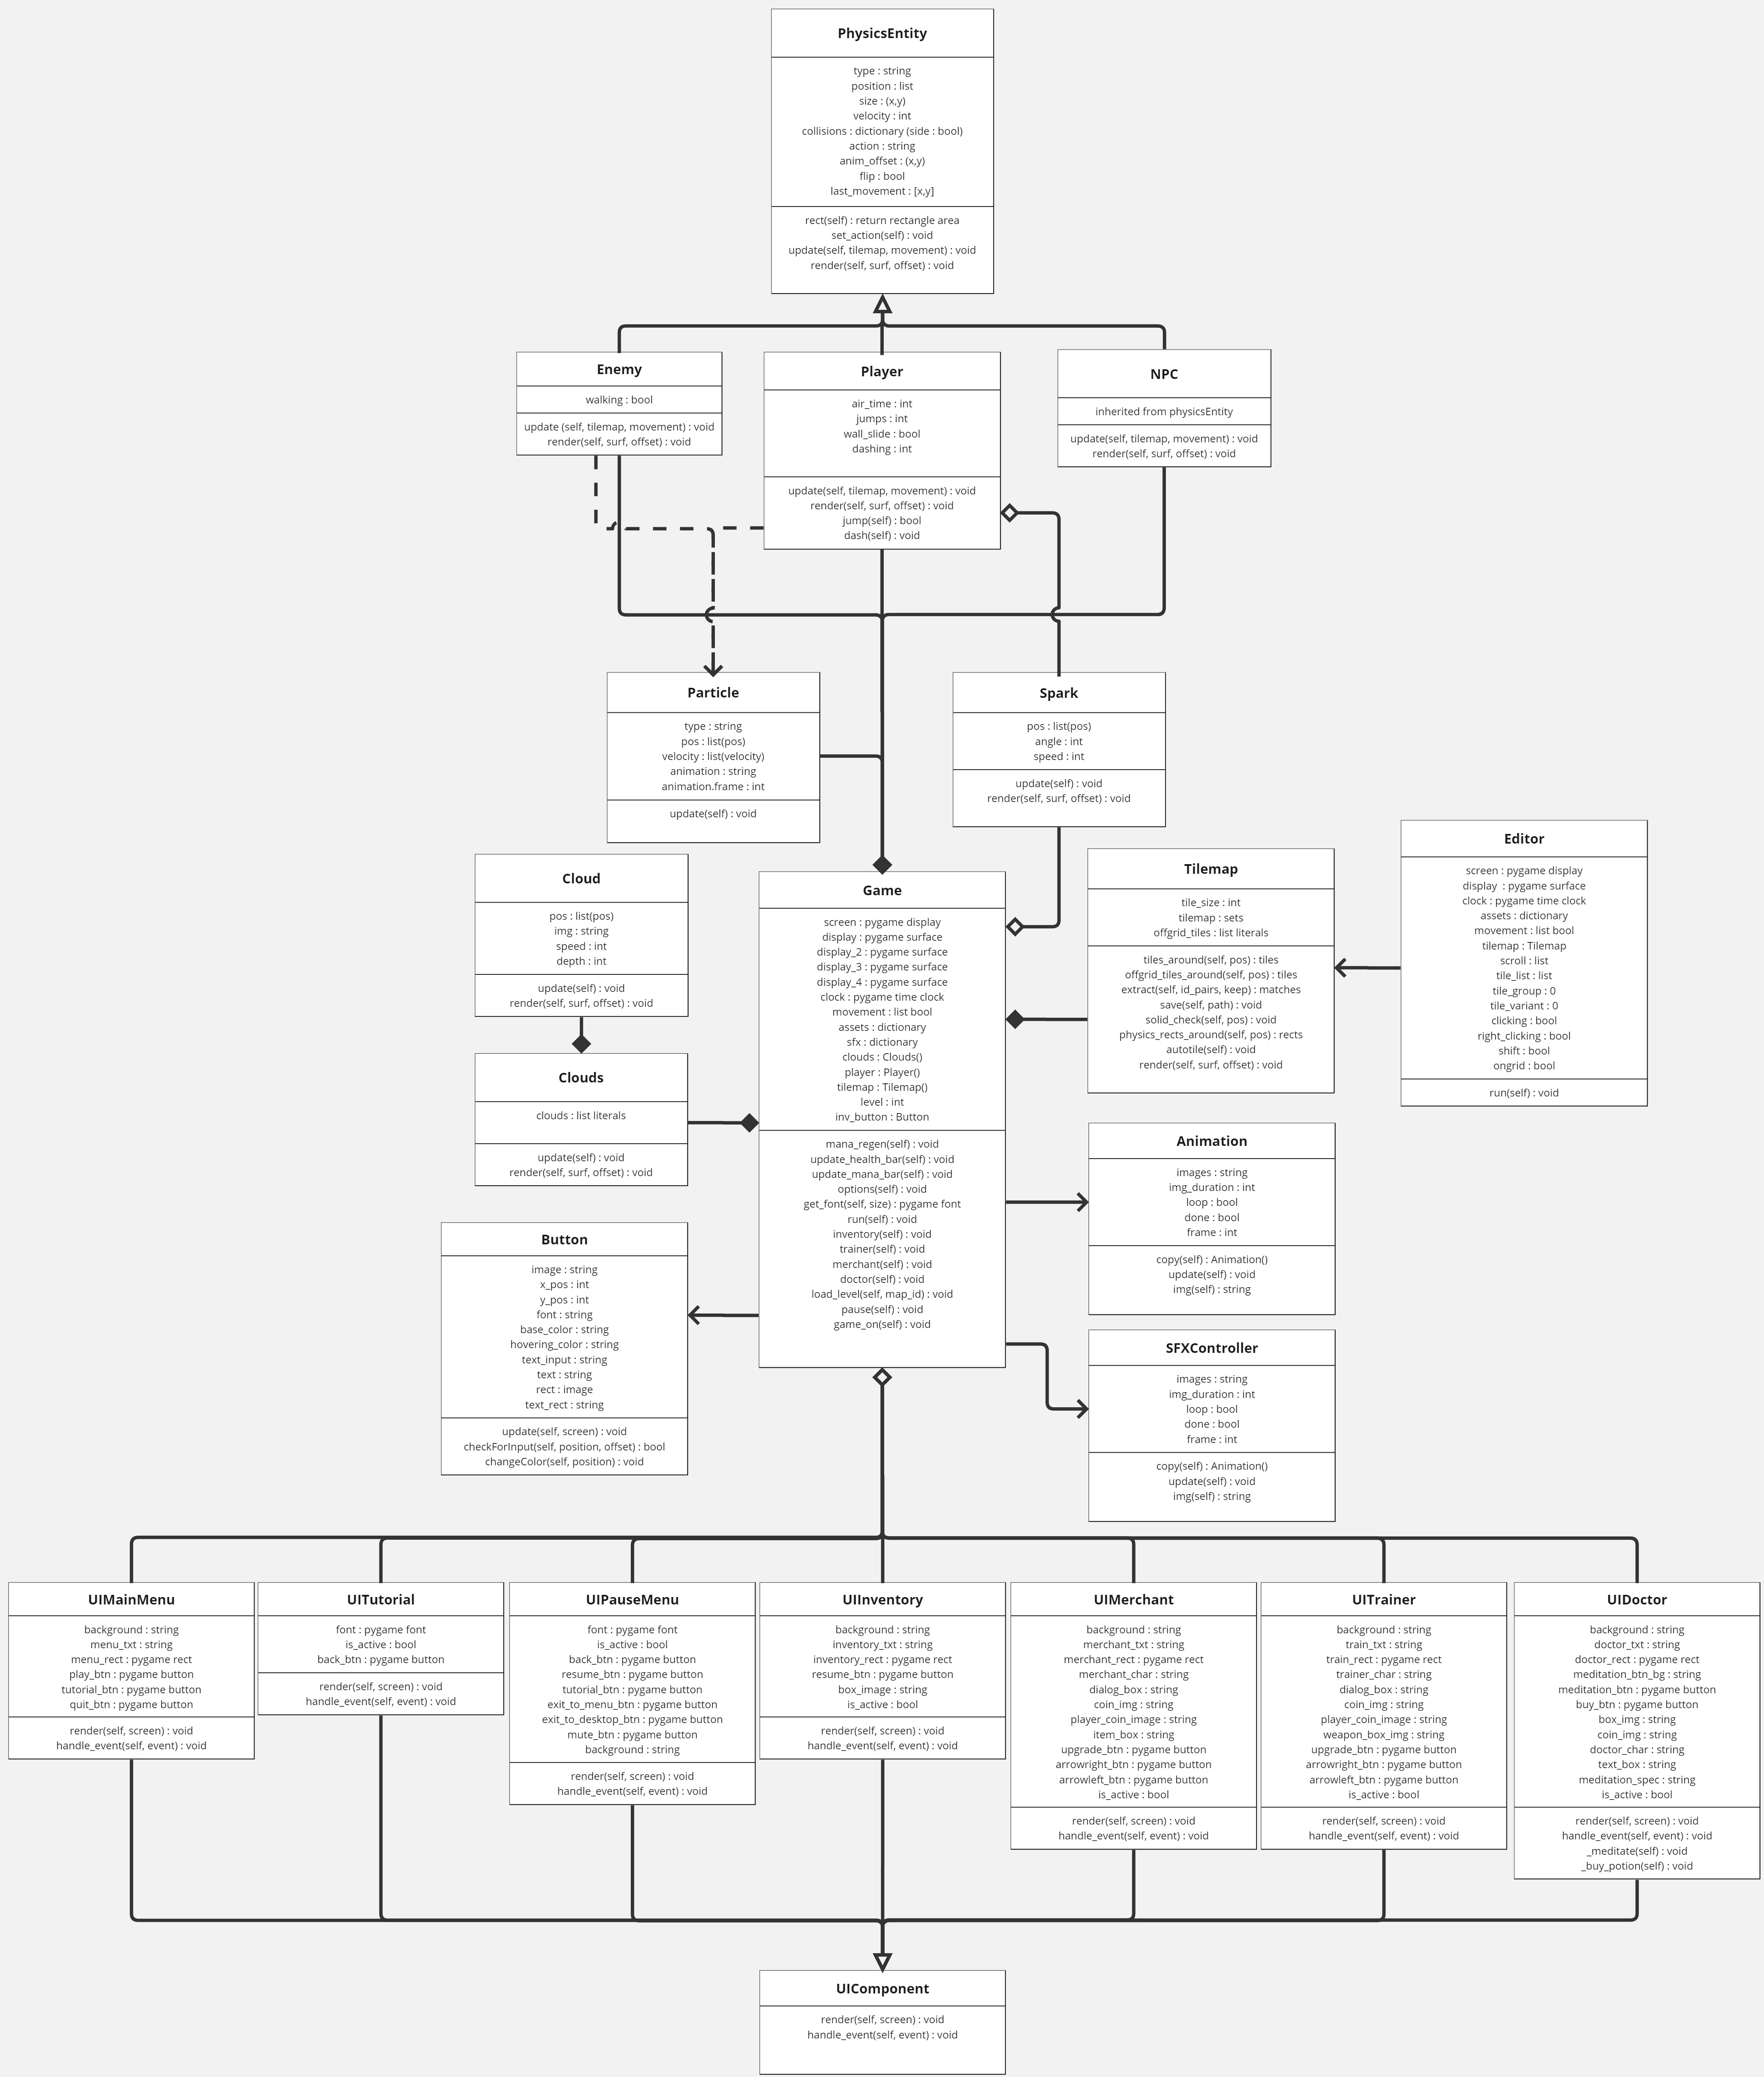 PhysicsEntity
type : string
position : list
size : (x,y)
velocity : int
collisions : dictionary (side : bool)
action : string
anim_offset : (x,y)
flip : bool
last_movement : [x,y]
rect(self) : return rectangle area
set_action(self) : void
update(self, tilemap, movement) : void
render(self, surf, offset) : void
Enemy
walking : bool
update (self, tilemap, movement) : void
render(self, surf, offset) : void
Player
air_time : int
jumps : int
wall_slide : bool
dashing : int
update(self, tilemap, movement) : void
render(self, surf, offset) : void
jump(self) : bool
dash(self) : void
NPC
inherited from physicsEntity
update(self, tilemap, movement) : void
render(self, surf, offset) : void
Particle
type : string
pos : list(pos)
velocity : list(velocity)
animation : string
animation.frame : int
update(self) : void
Spark
pos : list(pos)
angle : int
speed : int
update(self) : void
render(self, surf, offset) : void
Cloud
pos : list(pos)
img : string
speed : int
depth : int
update(self) : void
render(self, surf, offset) : void
Clouds
clouds : list literals
update(self) : void
render(self, surf, offset) : void
Game
screen : pygame display
display : pygame surface
display_2 : pygame surface
display_3 : pygame surface
display_4 : pygame surface
clock : pygame time clock
movement : list bool
assets : dictionary
sfx : dictionary
clouds : Clouds()
player : Player()
tilemap : Tilemap()
level : int
inv_button : Button
mana_regen(self) : void
update_health_bar(self) : void
update_mana_bar(self) : void
options(self) : void
get_font(self, size) : pygame font
run(self) : void
inventory(self) : void
trainer(self) : void
merchant(self) : void
doctor(self) : void
load_level(self, map_id) : void
pause(self) : void
game_on(self) : void
Tilemap
tile_size : int
tilemap : sets
offgrid_tiles : list literals
tiles_around(self, pos) : tiles
offgrid_tiles_around(self, pos) : tiles
extract(self, id_pairs, keep) : matches
save(self, path) : void
solid_check(self, pos) : void
physics_rects_around(self, pos) : rects
autotile(self) : void
render(self, surf, offset) : void
Editor
screen : pygame display
display  : pygame surface
clock : pygame time clock
assets : dictionary
movement : list bool
tilemap : Tilemap
scroll : list
tile_list : list
tile_group : 0
tile_variant : 0
clicking : bool
right_clicking : bool
shift : bool
ongrid : bool
run(self) : void
Animation
images : string
img_duration : int
loop : bool
done : bool
frame : int
copy(self) : Animation()
update(self) : void
img(self) : string
Button
image : string
x_pos : int
y_pos : int
font : string
base_color : string
hovering_color : string
text_input : string
text : string
rect : image
text_rect : string
update(self, screen) : void
checkForInput(self, position, offset) : bool
changeColor(self, position) : void
SFXController
images : string
img_duration : int
loop : bool
done : bool
frame : int
copy(self) : Animation()
update(self) : void
img(self) : string
UIMainMenu
background : string
menu_txt : string
menu_rect : pygame rect
play_btn : pygame button
tutorial_btn : pygame button
quit_btn : pygame button
render(self, screen) : void
handle_event(self, event) : void
UITutorial
font : pygame font
is_active : bool
back_btn : pygame button
render(self, screen) : void
handle_event(self, event) : void
UIPauseMenu
font : pygame font
is_active : bool
back_btn : pygame button
resume_btn : pygame button
tutorial_btn : pygame button
exit_to_menu_btn : pygame button
exit_to_desktop_btn : pygame button
mute_btn : pygame button
background : string
render(self, screen) : void
handle_event(self, event) : void
UIInventory
background : string
inventory_txt : string
inventory_rect : pygame rect
resume_btn : pygame button
box_image : string
is_active : bool
render(self, screen) : void
handle_event(self, event) : void
UIMerchant
background : string
merchant_txt : string
merchant_rect : pygame rect
merchant_char : string
dialog_box : string
coin_img : string
player_coin_image : string
item_box : string
upgrade_btn : pygame button
arrowright_btn : pygame button
arrowleft_btn : pygame button
is_active : bool
render(self, screen) : void
handle_event(self, event) : void
UITrainer
background : string
train_txt : string
train_rect : pygame rect
trainer_char : string
dialog_box : string
coin_img : string
player_coin_image : string
weapon_box_img : string
upgrade_btn : pygame button
arrowright_btn : pygame button
arrowleft_btn : pygame button
is_active : bool
render(self, screen) : void
handle_event(self, event) : void
UIDoctor
background : string
doctor_txt : string
doctor_rect : pygame rect
meditation_btn_bg : string
meditation_btn : pygame button
buy_btn : pygame button
box_img : string
coin_img : string
doctor_char : string
text_box : string
meditation_spec : string
is_active : bool
render(self, screen) : void
handle_event(self, event) : void
_meditate(self) : void
_buy_potion(self) : void
UIComponent
render(self, screen) : void
handle_event(self, event) : void